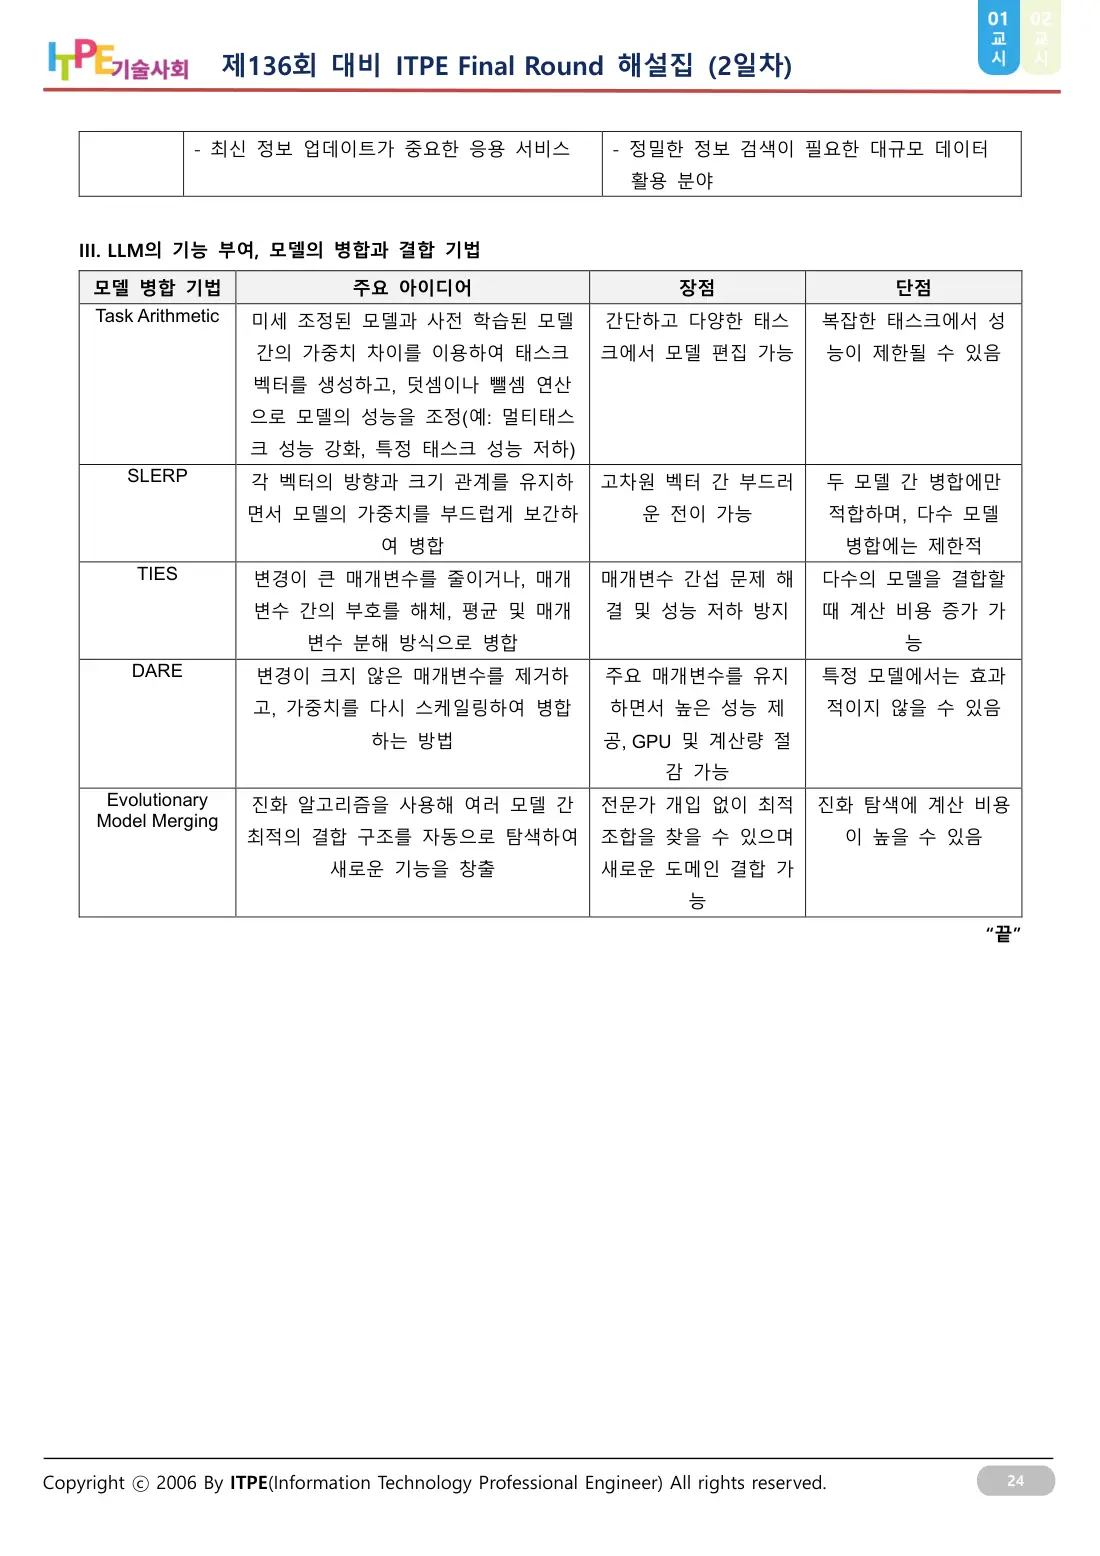 ITPE기술사회 제136회 대비 ITPE Final Round 해설집 (2일차)
01
교
시
02
교
시
- 최신 정보 업데이트가 중요한 응용 서비스
- 정밀한 정보 검색이 필요한 대규모 데이터
활용 분야
III. LLM의 기능 부여, 모델의 병합과 결합 기법
모델 병합 기법 주요 아이디어 장점 단점
Task Arithmetic
미세 조정된 모델과 사전 학습된 모델
간의 가중치 차이를 이용하여 태스크
벡터를 생성하고, 덧셈이나 뺄셈 연산
으로 모델의 성능을 조정(예: 멀티태스
크 성능 강화, 특정 태스크 성능 저하)
간단하고 다양한 태스
크에서 모델 편집 가능
복잡한 태스크에서 성
능이 제한될 수 있음
SLERP
각 벡터의 방향과 크기 관계를 유지하
면서 모델의 가중치를 부드럽게 보간하
여 병합
고차원 벡터 간 부드러
운 전이 가능
두 모델 간 병합에만
적합하며, 다수 모델
병합에는 제한적
TIES
변경이 큰 매개변수를 줄이거나, 매개
변수 간의 부호를 해체, 평균 및 매개
변수 분해 방식으로 병합
매개변수 간섭 문제 해
결 및 성능 저하 방지
다수의 모델을 결합할
때 계산 비용 증가 가
능
DARE
변경이 크지 않은 매개변수를 제거하
고, 가중치를 다시 스케일링하여 병합
하는 방법
주요 매개변수를 유지
하면서 높은 성능 제
공, GPU 및 계산량 절
감 가능
특정 모델에서는 효과
적이지 않을 수 있음
Evolutionary
Model Merging
진화 알고리즘을 사용해 여러 모델 간
최적의 결합 구조를 자동으로 탐색하여
새로운 기능을 창출
전문가 개입 없이 최적
조합을 찾을 수 있으며
새로운 도메인 결합 가
능
진화 탐색에 계산 비용
이 높을 수 있음
“끝”
Copyright ⓒ 2006 By ITPE(Information Technology Professional Engineer) All rights reserved.
24